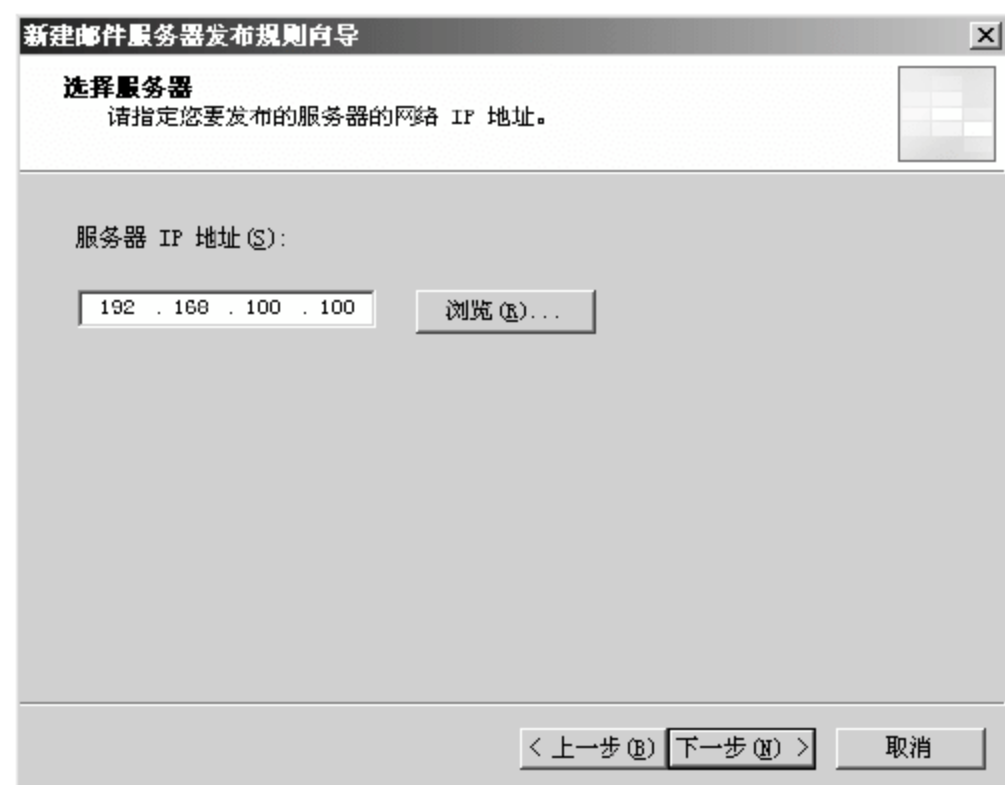 新建邮件服务器发布规则向导
选择服务器
请指定您要发布的服务器的网络 IP 地址。
服务器 IP 地址(S):
192 . 168 . 100 . 100
浏览(R)...
< 上一步(B) 下一步(N) > 取消